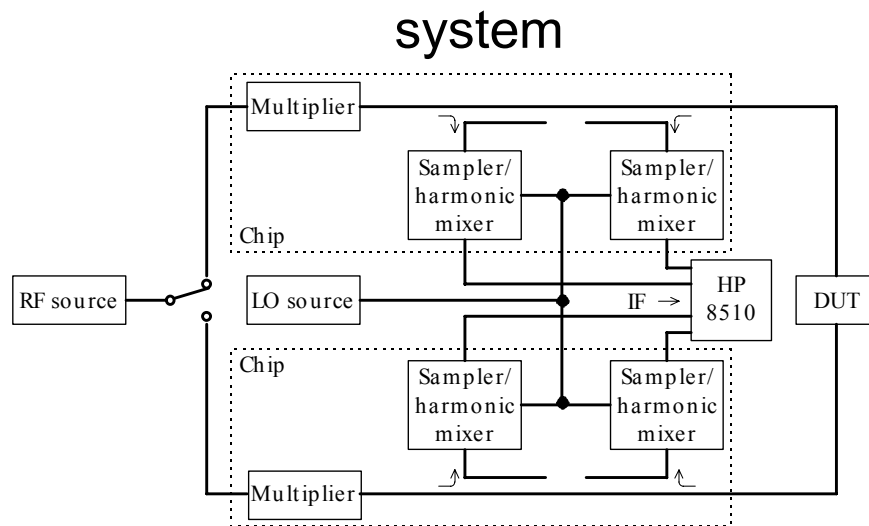 system
Multiplier
Sampler/
harmonic
mixer
Sampler/
harmonic
mixer
Chip
RF source
LO source
IF →
HP
8510
DUT
Chip
Sampler/
harmonic
mixer
Sampler/
harmonic
mixer
Multiplier